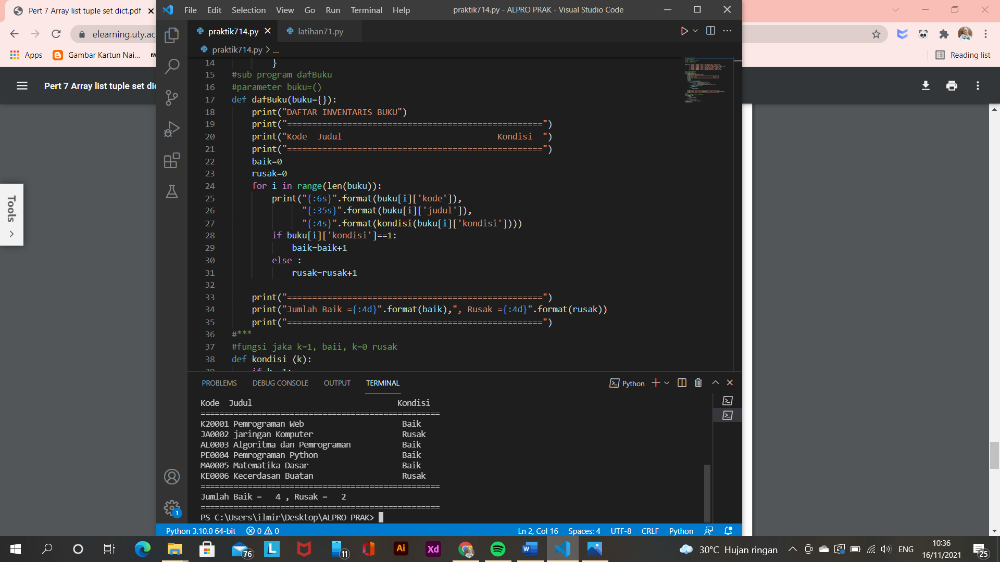 Pert 7 Array list tuple set dict.pdf
File Edit Selection View Go Run Terminal Help
praktik714.py - ALPRO PRAK - Visual Studio Code
elearning.uty.ac.
praktik714.py
latihan71.py
Apps
Gambar Kartun Nai...
Reading list
praktik714.py > ...
Pert 7 Array list tuple set dic
Tools
14 }
15 #sub program dafBuku
16 #parameter buku=()
17 def dafBuku(buku={}):
18 print("DAFTAR INVENTARIS BUKU")
19 print("===================================================")
20 print("Kode  Judul                               Kondisi  ")
21 print("===================================================")
22 baik=0
23 rusak=0
24 for i in range(len(buku)):
25 print("{:6s}".format(buku[i]['kode']),
26 "{:35s}".format(buku[i]['judul']),
27 "{:4s}".format(kondisi(buku[i]['kondisi'])))
28 if buku[i]['kondisi']==1:
29 baik=baik+1
30 else :
31 rusak=rusak+1
32
33 print("===================================================")
34 print("Jumlah Baik ={:4d}".format(baik),", Rusak ={:4d}".format(rusak))
35 print("===================================================")
36 #***
37 #fungsi jaka k=1, baii, k=0 rusak
38 def kondisi (k):
PROBLEMS DEBUG CONSOLE OUTPUT TERMINAL
Python
Kode  Judul                               Kondisi
===================================================
K20001 Pemrograman Web                     Baik
JA0002 jaringan Komputer                   Rusak
AL0003 Algoritma dan Pemrograman           Baik
PE0004 Pemrograman Python                  Baik
MA0005 Matematika Dasar                    Baik
KE0006 Kecerdasan Buatan                   Rusak
===================================================
Jumlah Baik =   4 , Rusak =   2
===================================================
PS C:\Users\ilmir\Desktop\ALPRO PRAK>
1
Python 3.10.0 64-bit 0 0 Ln 2, Col 16 Spaces: 4 UTF-8 CRLF Python
76
L
11
Ai
Xd
30°C Hujan ringan
ENG
10:36
16/11/2021
25